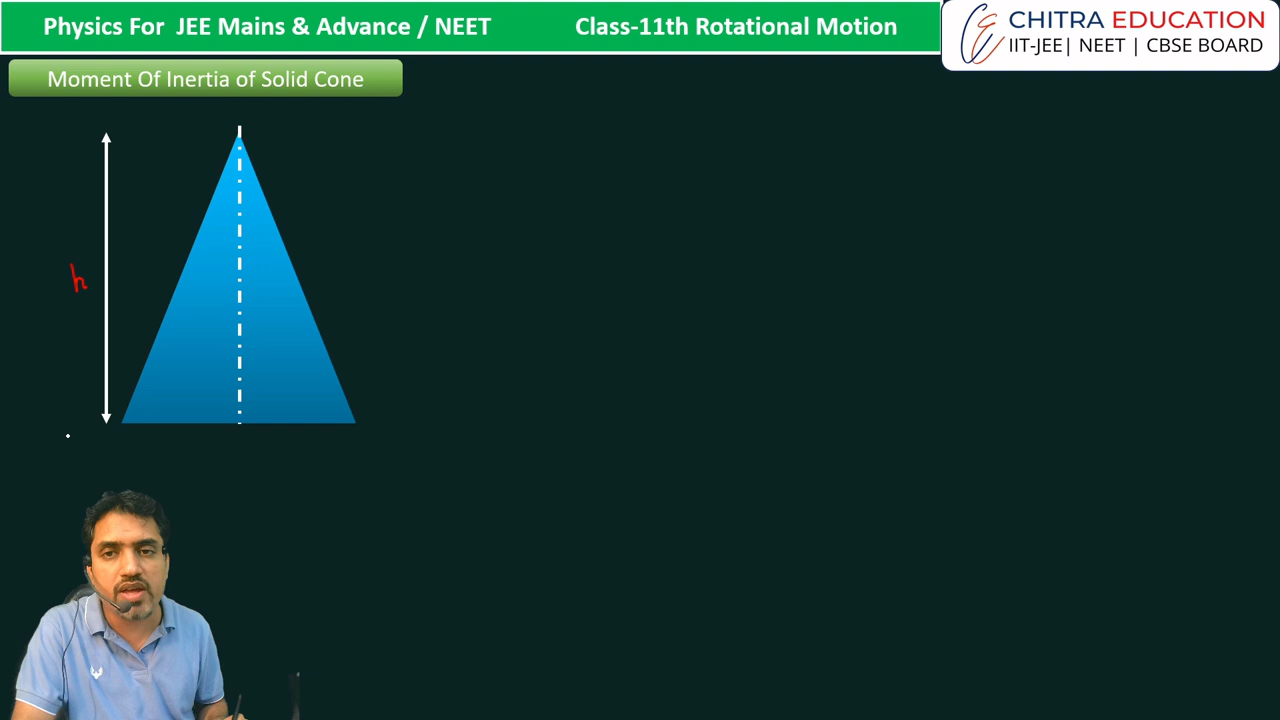 Physics For JEE Mains & Advance / NEET
Class-11th Rotational Motion
CHITRA EDUCATION
IIT-JEE| NEET | CBSE BOARD
Moment Of Inertia of Solid Cone
h